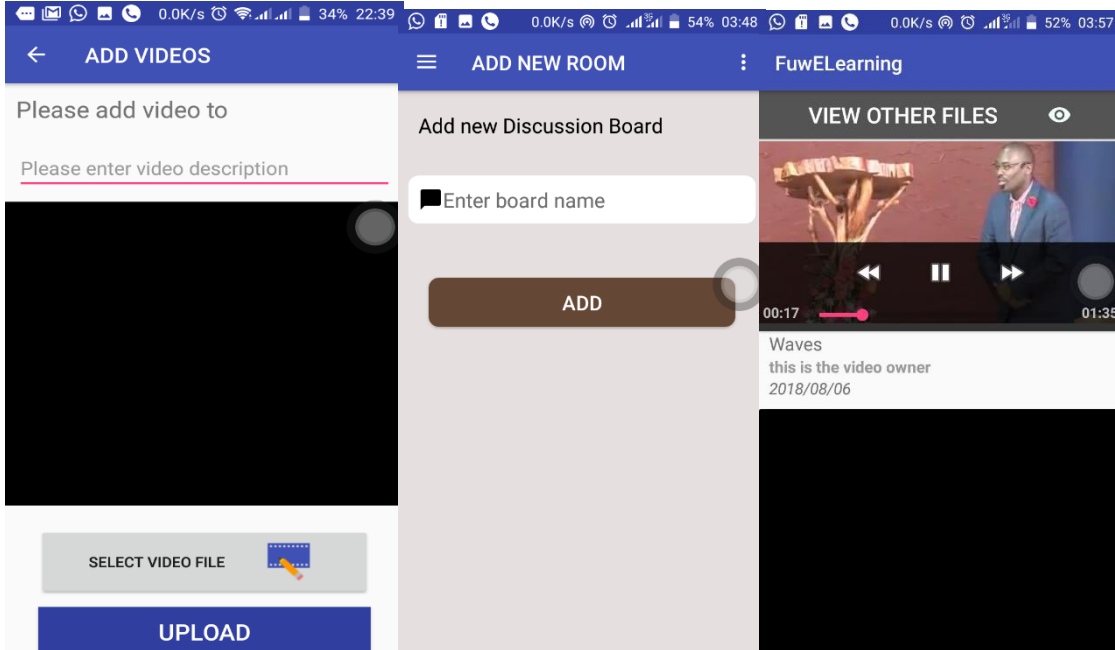 0.0K/s 34% 22:39
ADD VIDEOS
Please add video to
Please enter video description
SELECT VIDEO FILE
UPLOAD
0.0K/s 3G 54% 03:48
ADD NEW ROOM
Add new Discussion Board
Enter board name
ADD
0.0K/s 3G 52% 03:57
FuwELearning
VIEW OTHER FILES
00:17 01:35
Waves
this is the video owner
2018/08/06